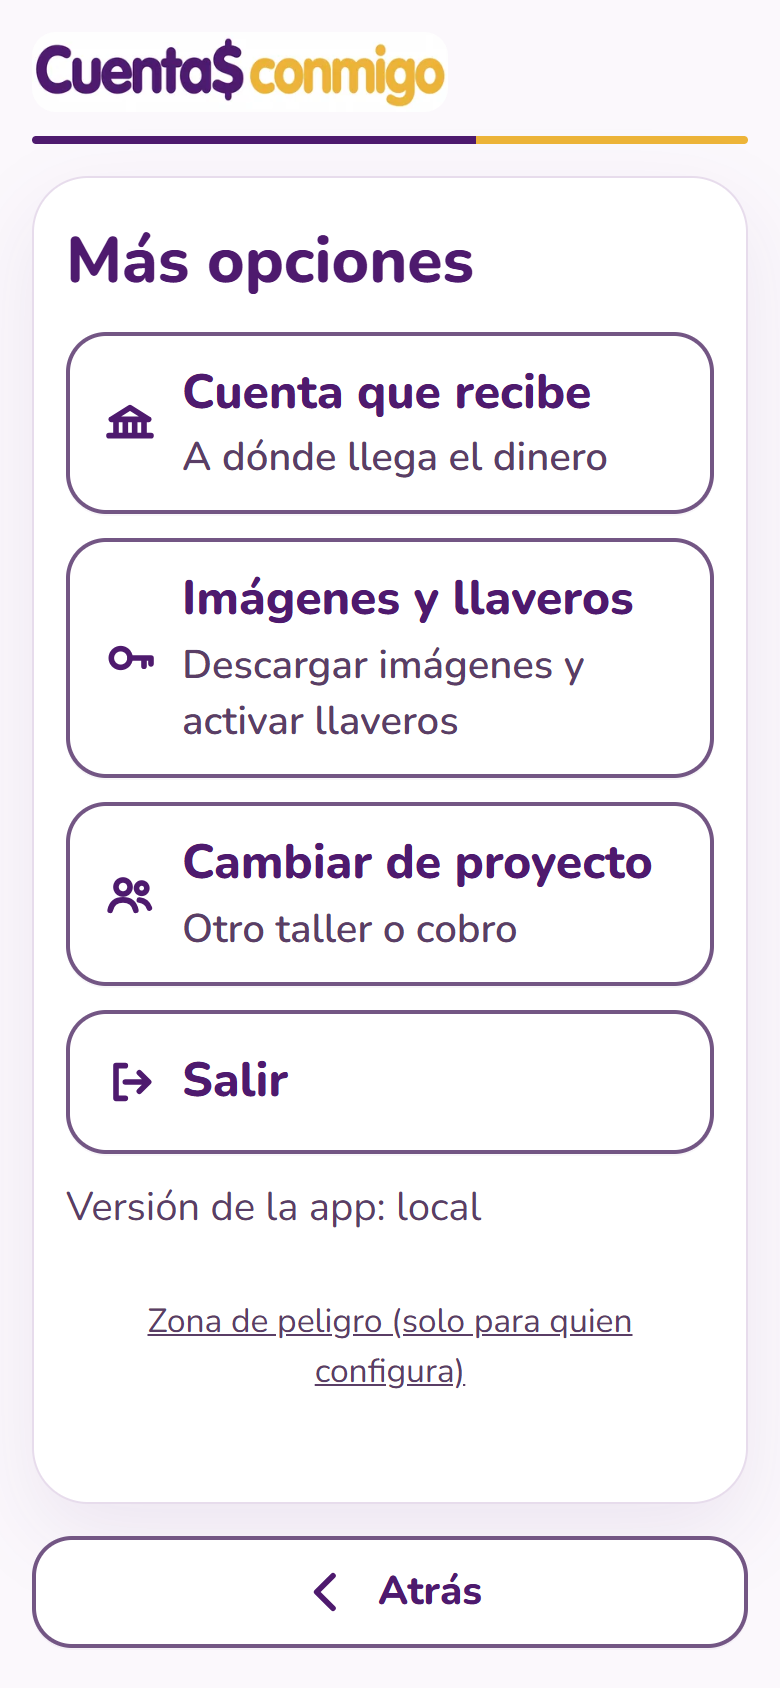 Cuenta$ conmigo
Más opciones
Cuenta que recibe
A dónde llega el dinero
Imágenes y llaveros
Descargar imágenes y
activar llaveros
Cambiar de proyecto
Otro taller o cobro
Salir
Versión de la app: local
Zona de peligro (solo para quien
configura)
Atrás